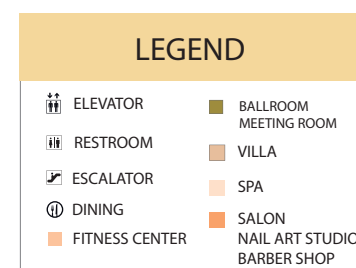 LEGEND
ELEVATOR
RESTROOM
ESCALATOR
DINING
FITNESS CENTER
BALLROOM
MEETING ROOM
VILLA
SPA
SALON
NAIL ART STUDIO
BARBER SHOP